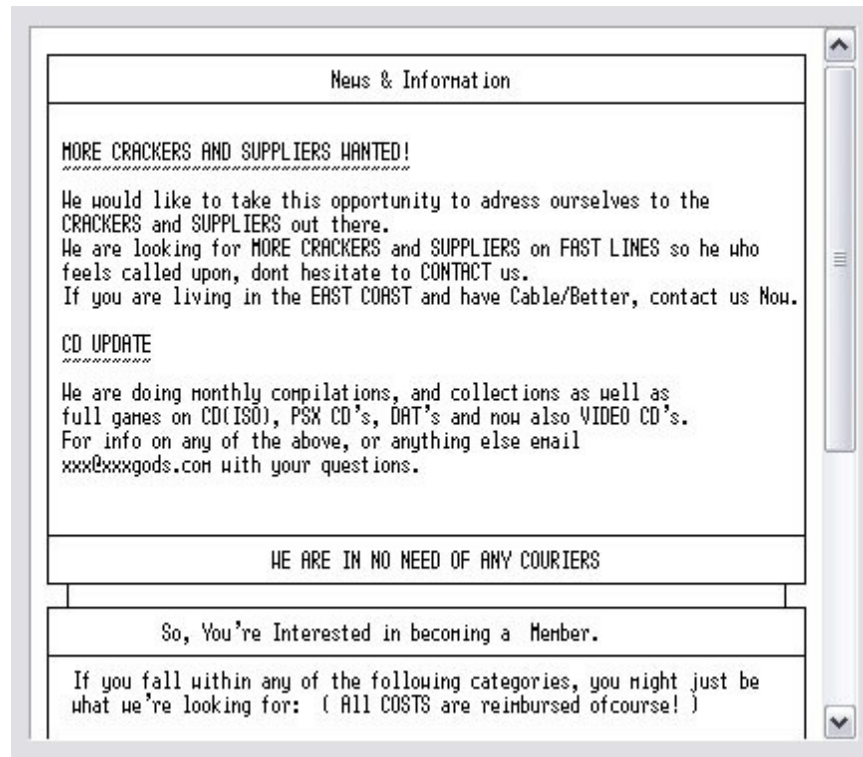 News & Information
MORE CRACKERS AND SUPPLIERS WANTED!
We would like to take this opportunity to adress ourselves to the
CRACKERS and SUPPLIERS out there.
We are looking for MORE CRACKERS and SUPPLIERS on FAST LINES so he who
feels called upon, dont hesitate to CONTACT us.
If you are living in the EAST COAST and have Cable/Better, contact us Now.
CD UPDATE
We are doing monthly compilations, and collections as well as
full games on CD(ISO), PSX CD's, DAT's and now also VIDEO CD's.
For info on any of the above, or anything else email
xxx@xxxgods.com with your questions.
WE ARE IN NO NEED OF ANY COURIERS
So, You're Interested in becoming a Member.
If you fall within any of the following categories, you might just be
what we're looking for: ( All COSTS are reimbursed ofcourse! )